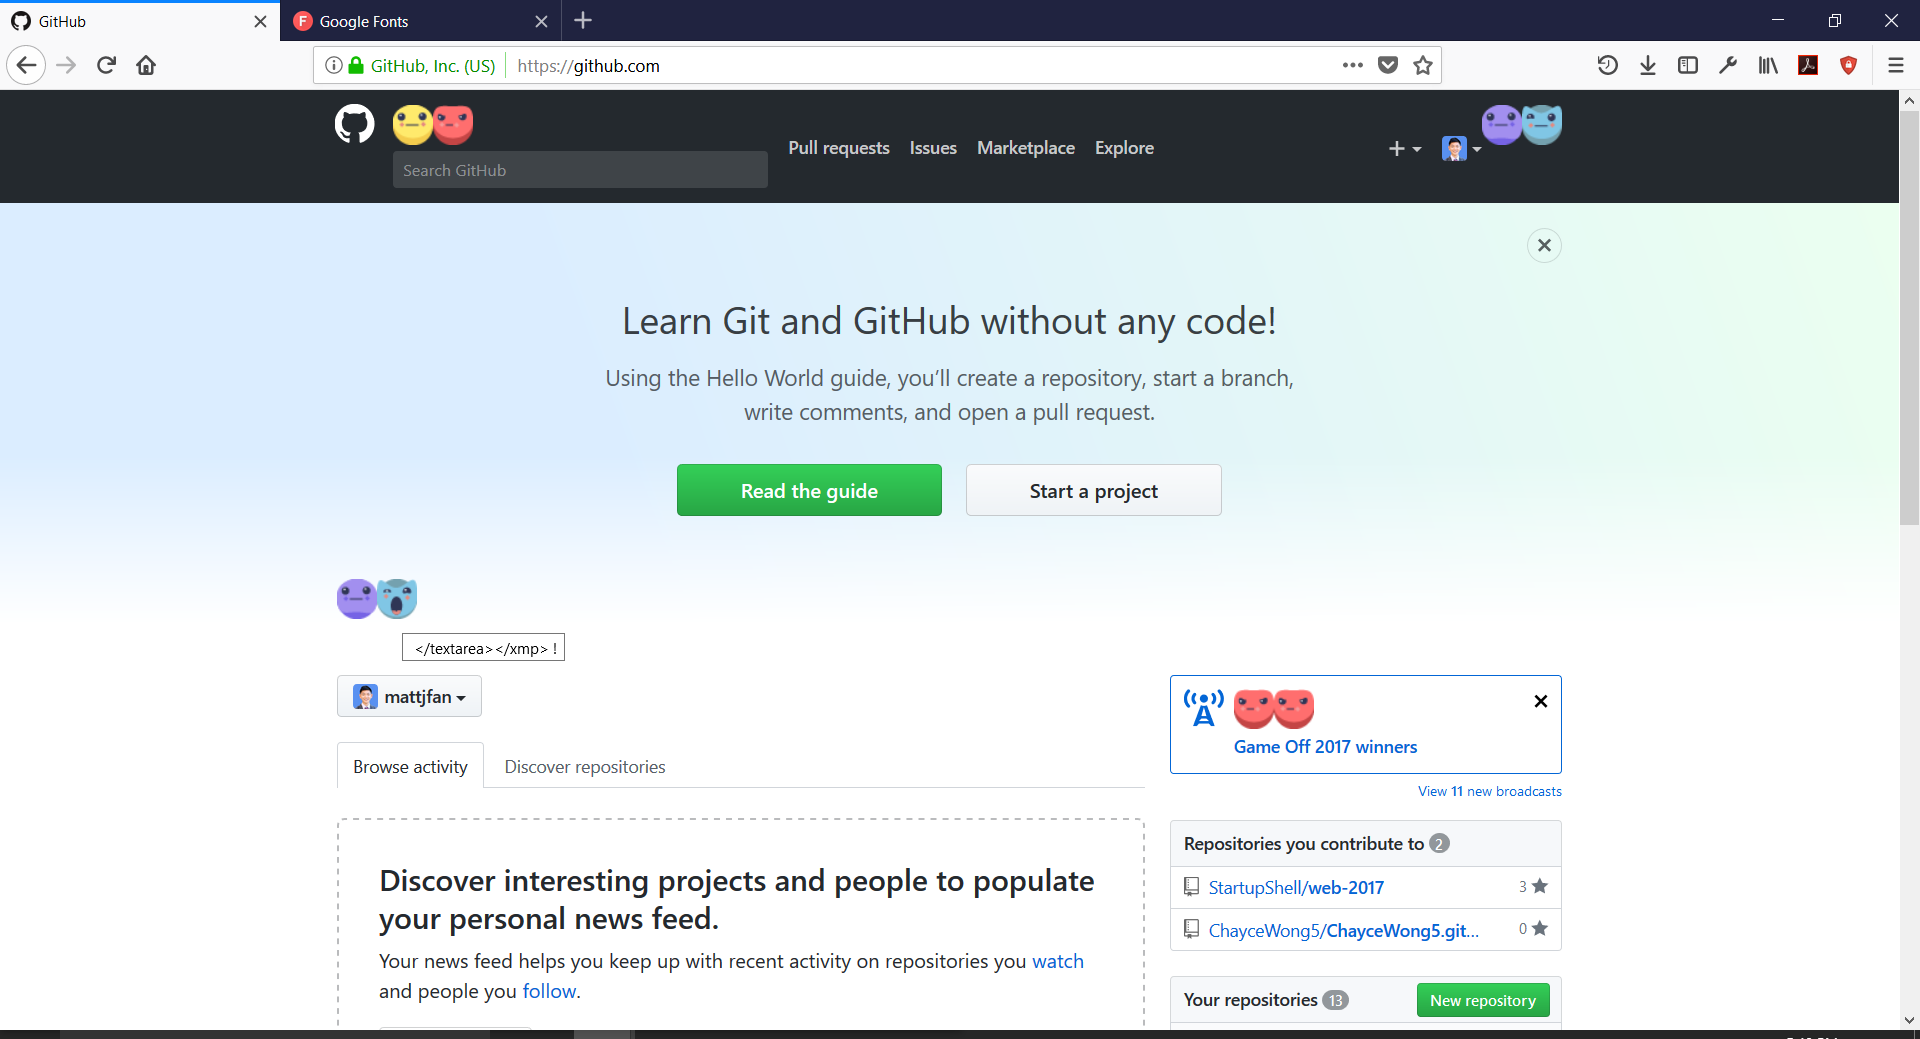 GitHub
Google Fonts
GitHub, Inc. (US)
https://github.com
Search GitHub
Pull requests
Issues
Marketplace
Explore
Learn Git and GitHub without any code!
Using the Hello World guide, you’ll create a repository, start a branch,
write comments, and open a pull request.
Read the guide
Start a project
</textarea></xmp> !
mattjfan
Game Off 2017 winners
View 11 new broadcasts
Browse activity
Discover repositories
Discover interesting projects and people to populate
your personal news feed.
Your news feed helps you keep up with recent activity on repositories you watch
and people you follow.
Repositories you contribute to 2
StartupShell/web-2017 3
ChayceWong5/ChayceWong5.git... 0
Your repositories 13
New repository